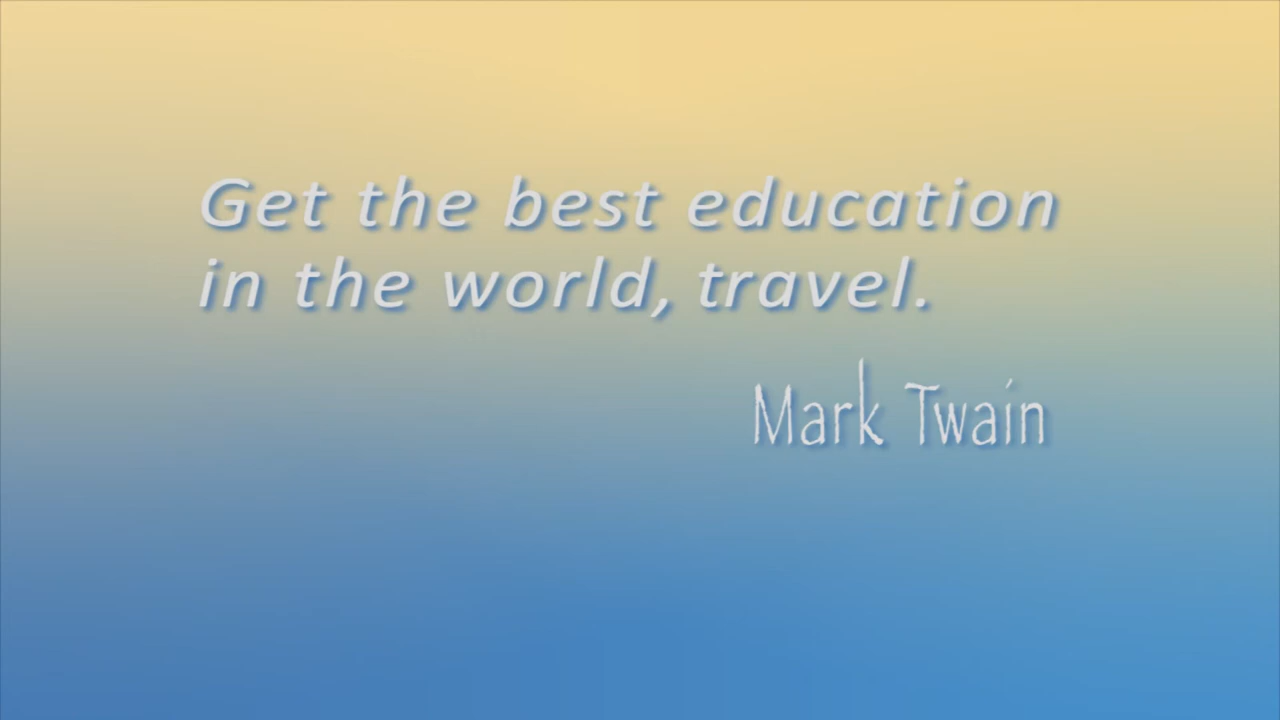 Get the best education
in the world, travel.
Mark Twain